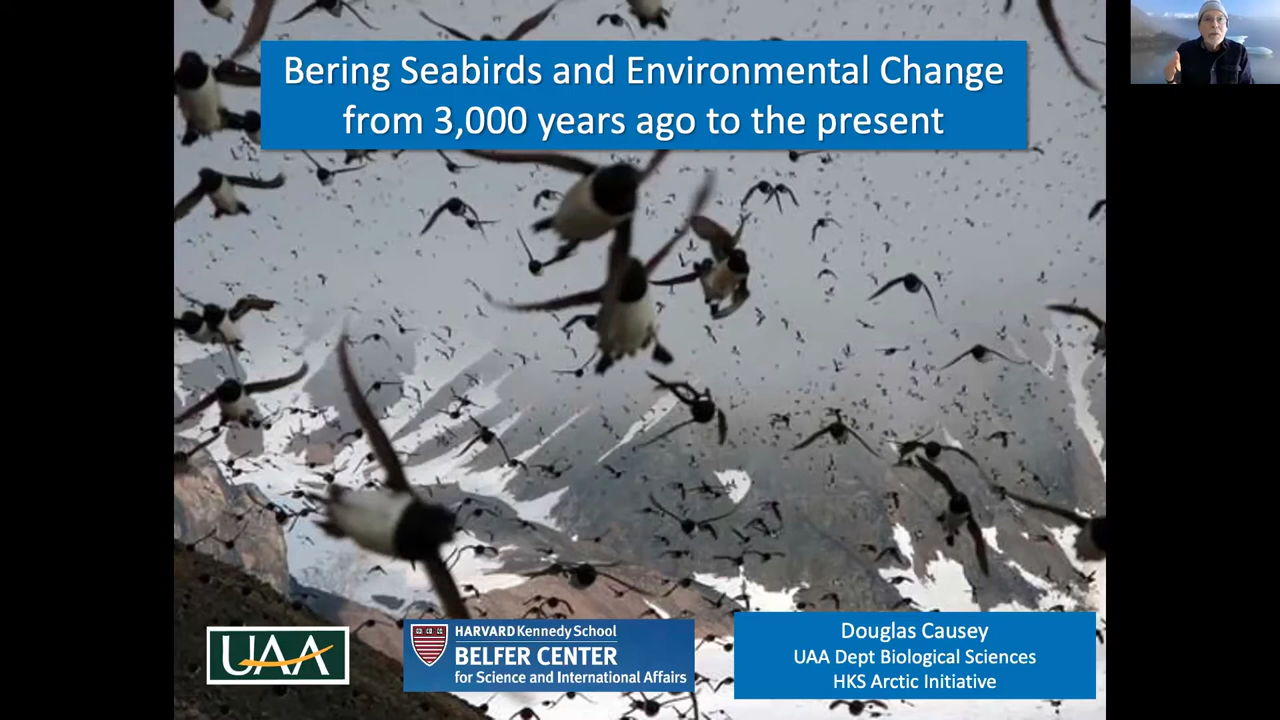 Bering Seabirds and Environmental Change
from 3,000 years ago to the present
UAA
HARVARD Kennedy School
BELFER CENTER
for Science and International Affairs
Douglas Causey
UAA Dept Biological Sciences
HKS Arctic Initiative